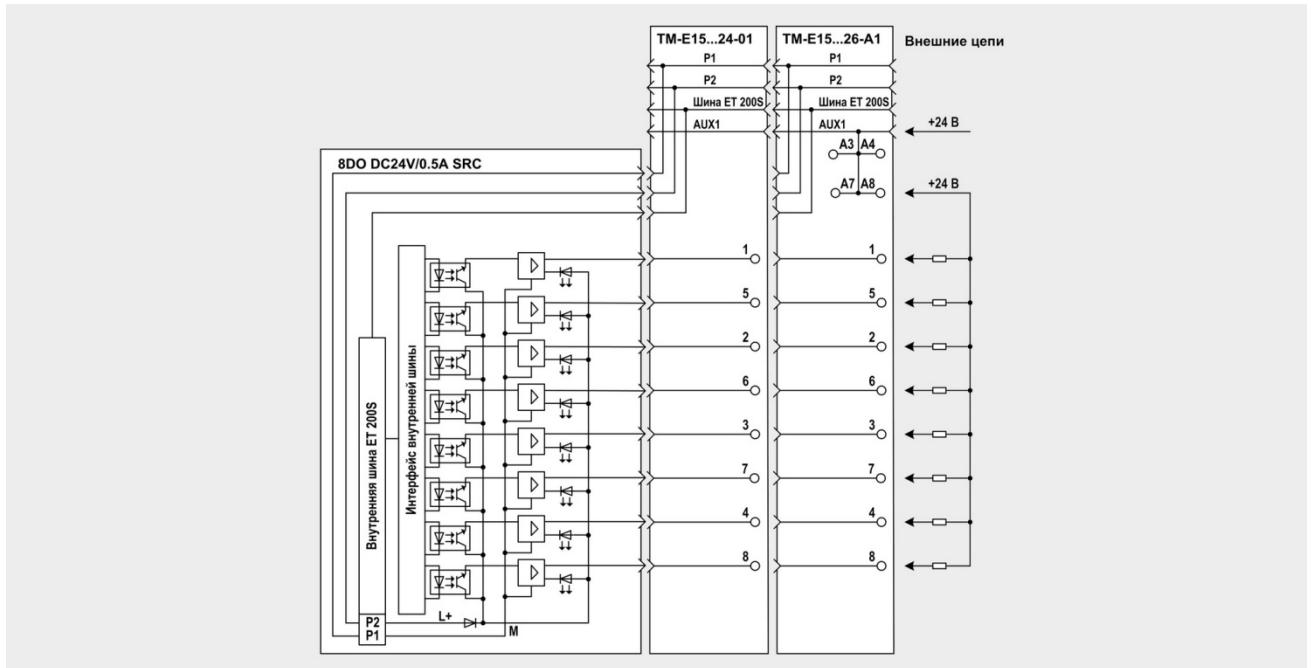 TM-E15...24-01
TM-E15...26-A1
Внешние цепи
P1
P1
P2
P2
Шина ET 200S
Шина ET 200S
AUX1
AUX1
+24 В
A3 A4
8DO DC24V/0.5A SRC
A7 A8
+24 В
1
1
5
5
2
2
6
6
3
3
7
7
4
4
8
8
Внутренняя шина ET 200S
Интерфейс внутренней шины
P2
L+
P1
M